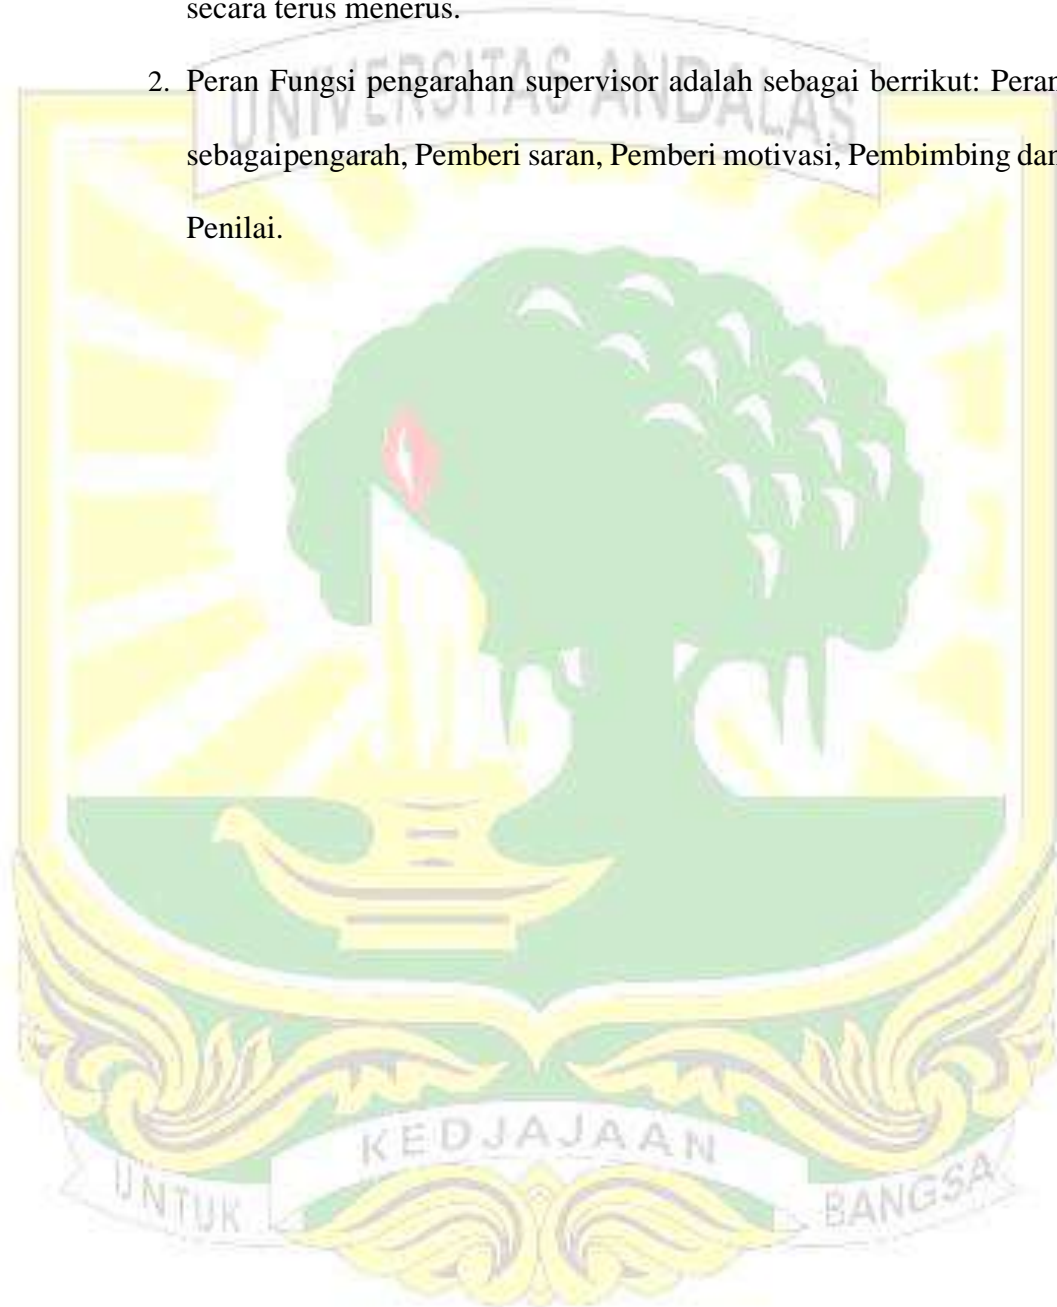 secara terus menerus.
UNIVERSITAS ANDALAS
2. Peran Fungsi pengarahan supervisor adalah sebagai berrikut: Peran
sebagaipengarah, Pemberi saran, Pemberi motivasi, Pembimbing dan
Penilai.
KEDJAJAAN
UNTUK
BANGSA